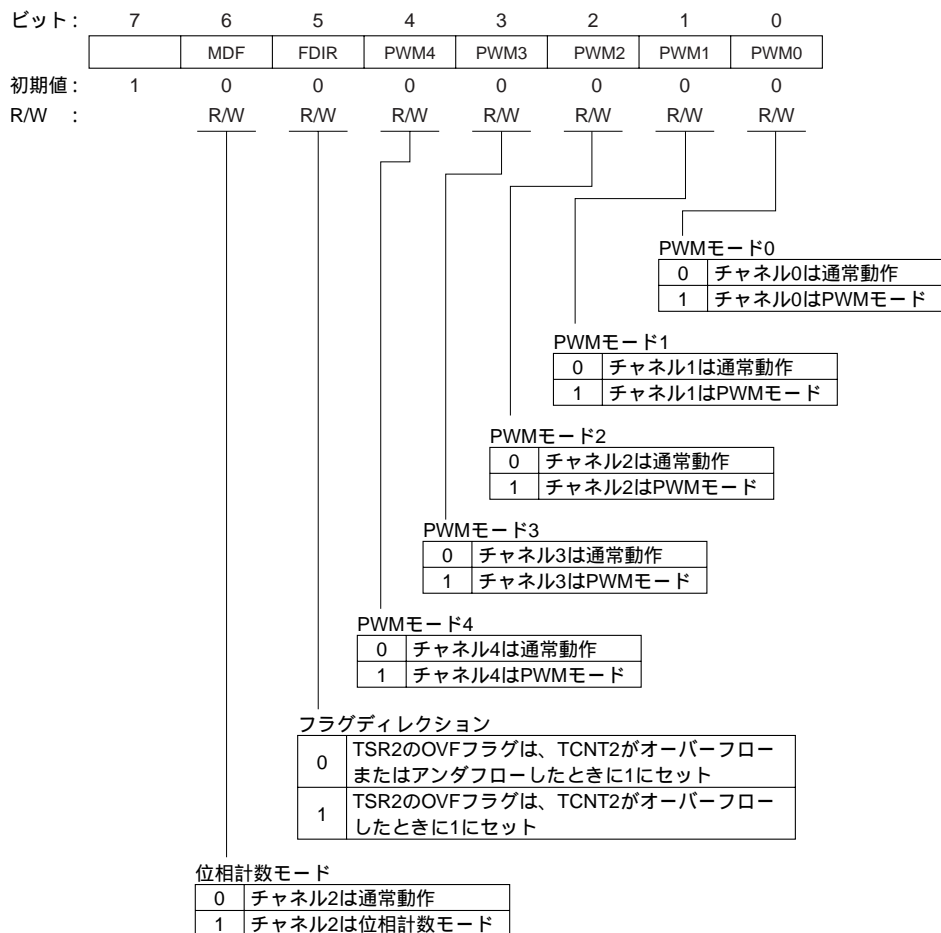 ビット： 7 6 5 4 3 2 1 0
MDF FDIR PWM4 PWM3 PWM2 PWM1 PWM0
初期値： 1 0 0 0 0 0 0 0
R/W ： R/W R/W R/W R/W R/W R/W R/W
PWMモード0
0 チャネル0は通常動作
1 チャネル0はPWMモード
PWMモード1
0 チャネル1は通常動作
1 チャネル1はPWMモード
PWMモード2
0 チャネル2は通常動作
1 チャネル2はPWMモード
PWMモード3
0 チャネル3は通常動作
1 チャネル3はPWMモード
PWMモード4
0 チャネル4は通常動作
1 チャネル4はPWMモード
フラグディレクション
0 TSR2のOVFフラグは、TCNT2がオーバーフロー
またはアンダフローしたときに1にセット
1 TSR2のOVFフラグは、TCNT2がオーバーフロー
したときに1にセット
位相計数モード
0 チャネル2は通常動作
1 チャネル2は位相計数モード